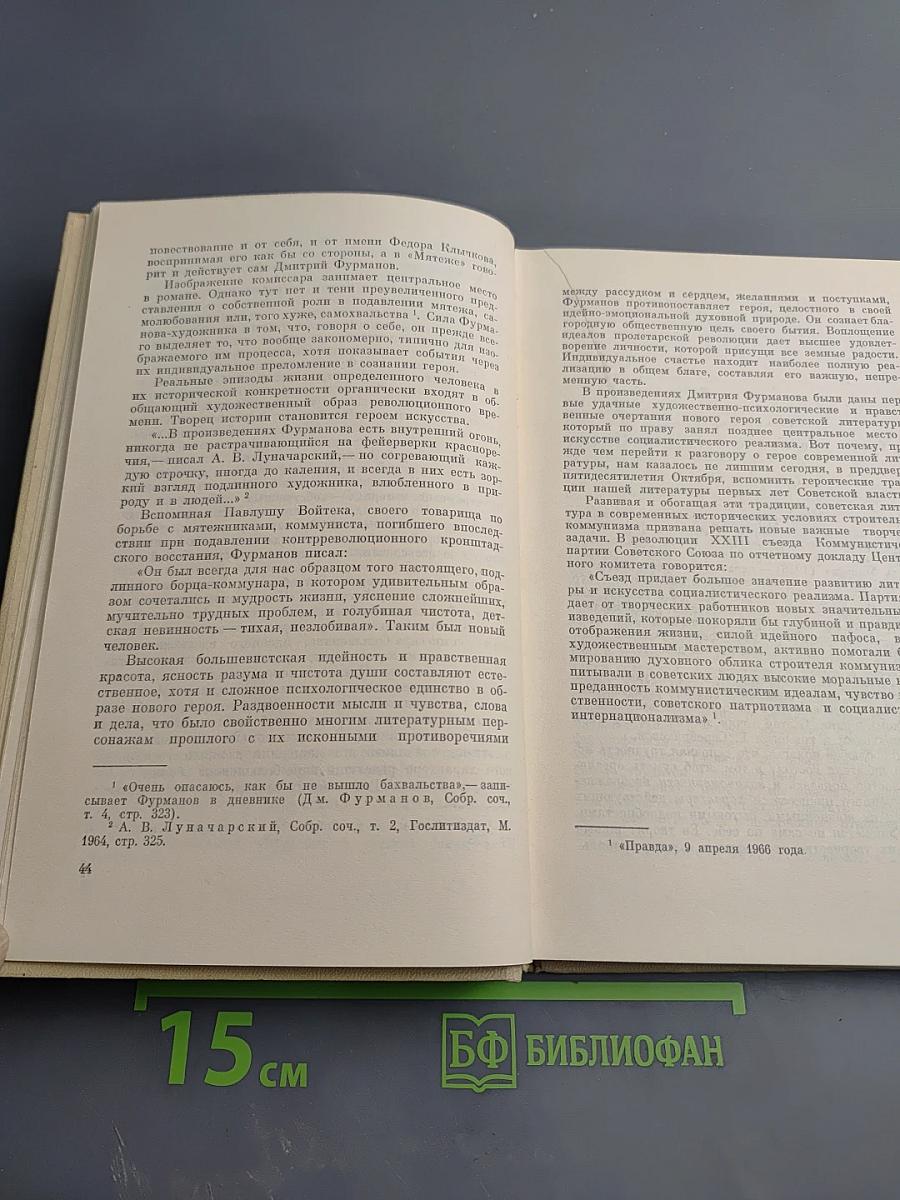 повествование и от себя, и от имени Федора Клычкова,
воспринимая его как бы со стороны, а в «Мятеже» гово-
рит и действует сам Дмитрий Фурманов.
Изображение комиссара занимает центральное место
в романе. Однако тут нет и тени преувеличенного пред-
ставления о собственной роли в подавлении мятежа, са-
молюбования или, того хуже, самохвальства ¹. Сила Фурма-
нова-художника в том, что, говоря о себе, он прежде все-
го выделяет то, что вообще закономерно, типично для изо-
бражаемого им процесса, хотя показывает события через
их индивидуальное преломление в сознании героя.
Реальные эпизоды жизни определенного человека в
их исторической конкретности органически входят в об-
общающий художественный образ революционного вре-
мени. Творец истории становится героем искусства.
«...В произведениях Фурманова есть внутренний огонь,
никогда не растрачивающийся на фейерверки красноре-
чия,— писал А. В. Луначарский,— но согревающий каж-
дую строчку, иногда до каления, и всегда в них есть зор-
кий взгляд подлинного художника, влюбленного в при-
роду и в людей...» ²
Вспоминая Павлушу Войтека, своего товарища по
борьбе с мятежниками, коммуниста, погибшего впослед-
ствии при подавлении контрреволюционного кронштад-
ского восстания, Фурманов писал:
«Он был всегда для нас образцом того настоящего, под-
линного борца-коммунара, в котором удивительным обра-
зом сочетались и мудрость жизни, уяснение сложнейших,
мучительно трудных проблем, и голубиная чистота, дет-
ская невинность — тихая, незлобивая». Таким был новый
человек.
Высокая большевистская идейность и нравственная
красота, ясность разума и чистота души составляют есте-
ственное, хотя и сложное психологическое единство в об-
разе нового героя. Раздвоенности мысли и чувства, слова
и дела, что было свойственно многим литературным пер-
сонажам прошлого с их исконными противоречиями
¹ «Очень опасаюсь, как бы не вышло бахвальства»,— запи-
сывает Фурманов в дневнике (Дм. Фурманов, Собр. соч.,
т. 4, стр. 323).
² А. В. Луначарский, Собр. соч., т. 2, Гослитиздат, М.
1964, стр. 325.
44
между рассудком и сердцем, желаниями и поступками,
Фурманов противопоставляет героя, целостного в своей
идейно-эмоциональной духовной природе. Он сознает бла-
городную общественную цель своего бытия. Воплощение
идеалов пролетарской революции дает высшее удовлет-
ворение личности, которой присущи все земные радости.
Индивидуальное счастье находит наиболее полную реа-
лизацию в общем благе, составляя его важную, непре-
менную часть.
В произведениях Дмитрия Фурманова были даны пер
вые удачные художественно-психологические и нравст
венные очертания нового героя советской литератур
который по праву занял позднее центральное место
искусстве социалистического реализма. Вот почему, пр
жде чем перейти к разговору о герое современной ли
ратуры, нам казалось не лишним сегодня, в преддвер
пятидесятилетия Октября, вспомнить героические тра
ции нашей литературы первых лет Советской власт
Развивая и обогащая эти традиции, советская лит
тура в современных исторических условиях строитель
коммунизма призвана решать новые важные творче
задачи. В резолюции XXIII съезда Коммунистиче
партии Советского Союза по отчетному докладу Цент
ного комитета говорится:
«Съезд придает большое значение развитию лит
ры и искусства социалистического реализма. Партия
дает от творческих работников новых значительны
изведений, которые покоряли бы глубиной и правди
отображения жизни, силой идейного пафоса, в
художественным мастерством, активно помогали
мированию духовного облика строителя коммуниз
питывали в советских людях высокие моральные
преданность коммунистическим идеалам, чувство
ственности, советского патриотизма и социалист
интернационализма» ¹.
¹ «Правда», 9 апреля 1966 года.
15 см
БФ БИБЛИОФАН